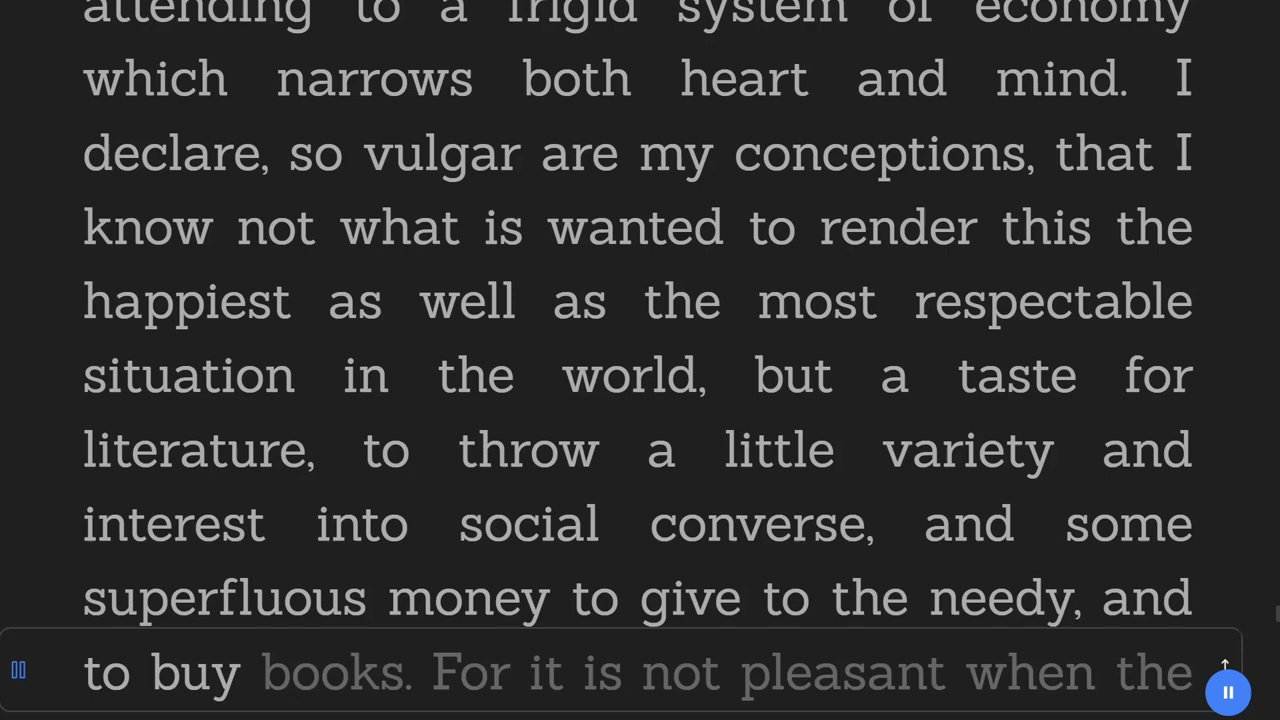 attending to a frigid system of economy
which narrows both heart and mind. I
declare, so vulgar are my conceptions, that I
know not what is wanted to render this the
happiest as well as the most respectable
situation in the world, but a taste for
literature, to throw a little variety and
interest into social converse, and some
superfluous money to give to the needy, and
to buy books. For it is not pleasant when the